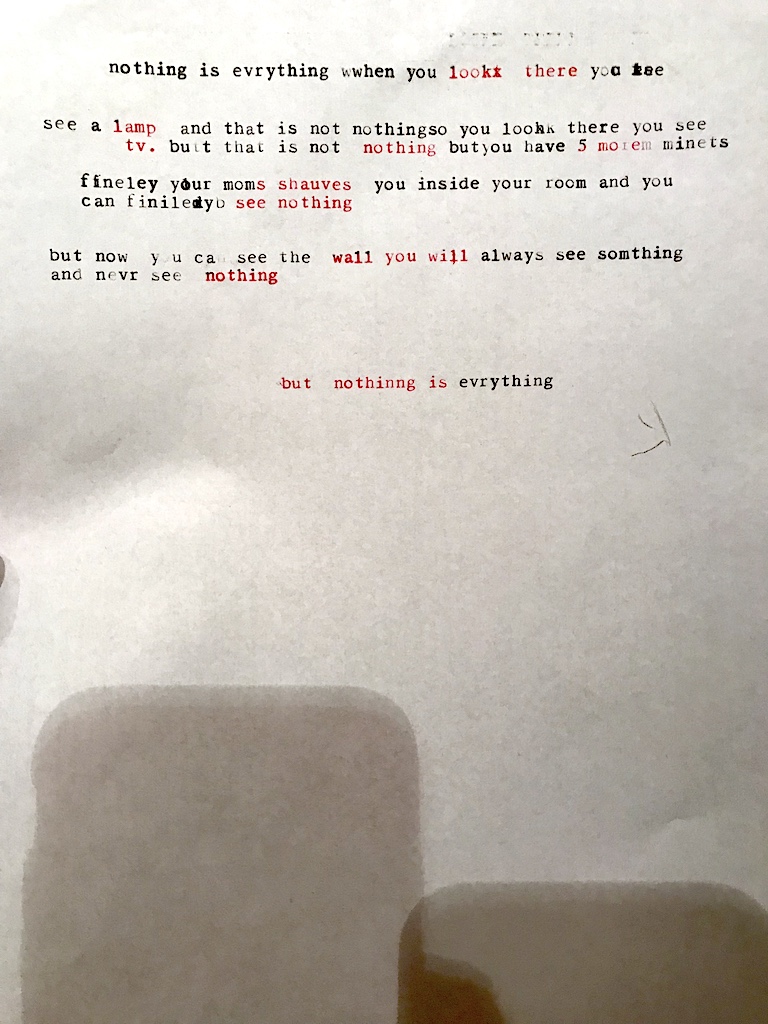 nothing is evrything wwhen you lookt there you see
see a lamp and that is not nothingso you lookk there you see
tv. butt that is not nothing butyou have 5 morem minets
fineley your moms shauves you inside your room and you
can finiledyb see nothing
but now y u ca see the wall you will always see somthing
and nevr see nothing
but nothinng is evrything